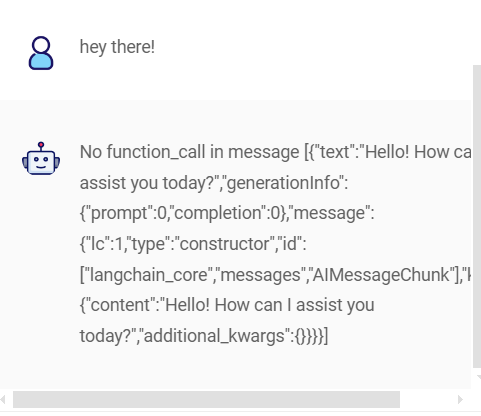 hey there!
No function_call in message [{"text":"Hello! How ca
assist you today?","generationInfo":
{"prompt":0,"completion":0},"message":
{"lc":1,"type":"constructor","id":
["langchain_core","messages","AIMessageChunk"],"k
{"content":"Hello! How can I assist you
today?","additional_kwargs":{}}}}]